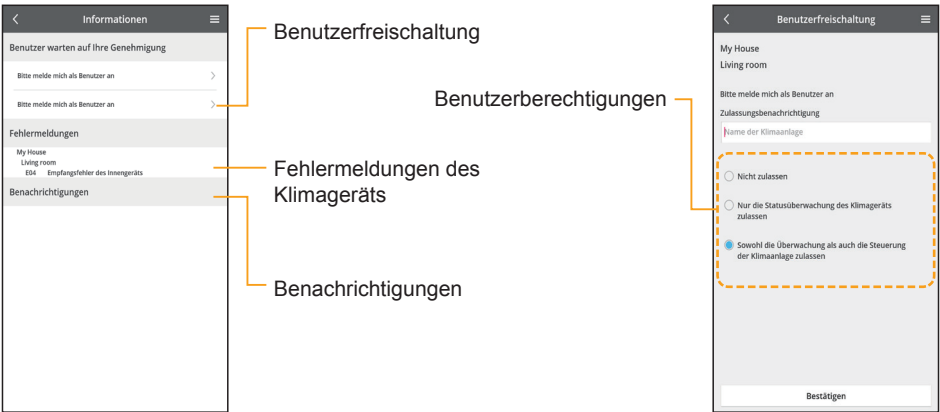 Informationen
Benutzer warten auf Ihre Genehmigung
Bitte melde mich als Benutzer an
Bitte melde mich als Benutzer an
Fehlermeldungen
My House
Living room
E04 Empfangsfehler des Innengeräts
Benachrichtigungen
Benutzerfreischaltung
Fehlermeldungen des
Klimageräts
Benachrichtigungen
Benutzerberechtigungen
Benutzerfreischaltung
My House
Living room
Bitte melde mich als Benutzer an
Zulassungsbenachrichtigung
Name der Klimaanlage
Nicht zulassen
Nur die Statusüberwachung des Klimageräts
zulassen
Sowohl die Überwachung als auch die Steuerung
der Klimaanlage zulassen
Bestätigen